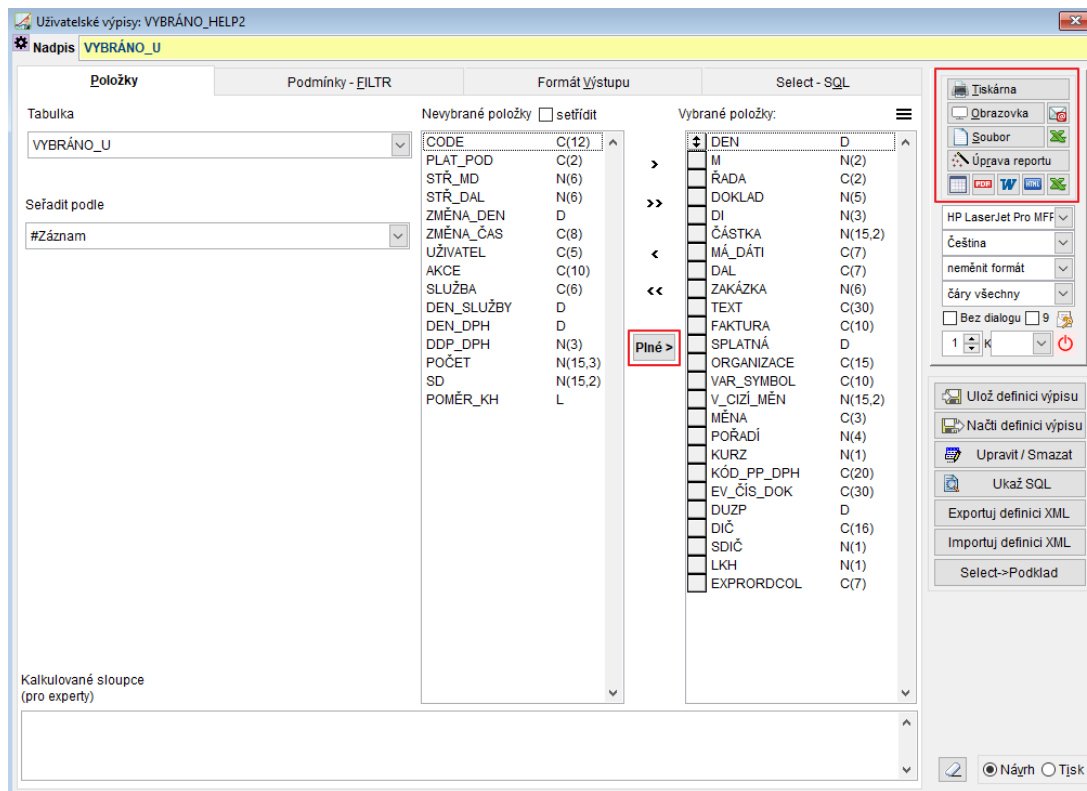 Uživatelské výpisy: VYBRÁNO_HELP2
Nadpis VYBRÁNO_U
Položky
Podmínky - FILTR
Formát Výstupu
Select - SQL
Tabulka
VYBRÁNO_U
Seřadit podle
#Záznam
Nevybrané položky setřídit
CODE C(12)
PLAT_POD C(2)
STŘ_MD N(6)
STŘ_DAL N(6)
ZMĚNA_DEN D
ZMĚNA_ČAS C(8)
UŽIVATEL C(5)
AKCE C(10)
SLUŽBA C(6)
DEN_SLUŽBY D
DEN_DPH D
DDP_DPH N(3)
POČET N(15,3)
SD N(15,2)
POMĚR_KH L
>
>>
<
<<
Plné >
Vybrané položky:
DEN D
M N(2)
ŘADA C(2)
DOKLAD N(5)
DI N(3)
ČÁSTKA N(15,2)
MÁ_DÁTI C(7)
DAL C(7)
ZAKÁZKA N(6)
TEXT C(30)
FAKTURA C(10)
SPLATNÁ D
ORGANIZACE C(15)
VAR_SYMBOL C(10)
V_CIZÍ_MĚN N(15,2)
MĚNA C(3)
POŘADÍ N(4)
KURZ N(1)
KÓD_PP_DPH C(20)
EV_ČÍS_DOK C(30)
DUZP D
DIČ C(16)
SDIČ N(1)
LKH N(1)
EXPRORDCOL C(7)
Kalkulované sloupce
(pro experty)
Tiskárna
Obrazovka
Soubor
Úprava reportu
PDF W HTML
HP LaserJet Pro MFF
Čeština
neměnit formát
čáry všechny
Bez dialogu 9
1 K
Ulož definici výpisu
Načti definici výpisu
Upravit / Smazat
Ukaž SQL
Exportuj definici XML
Importuj definici XML
Select->Podklad
Návrh Tisk